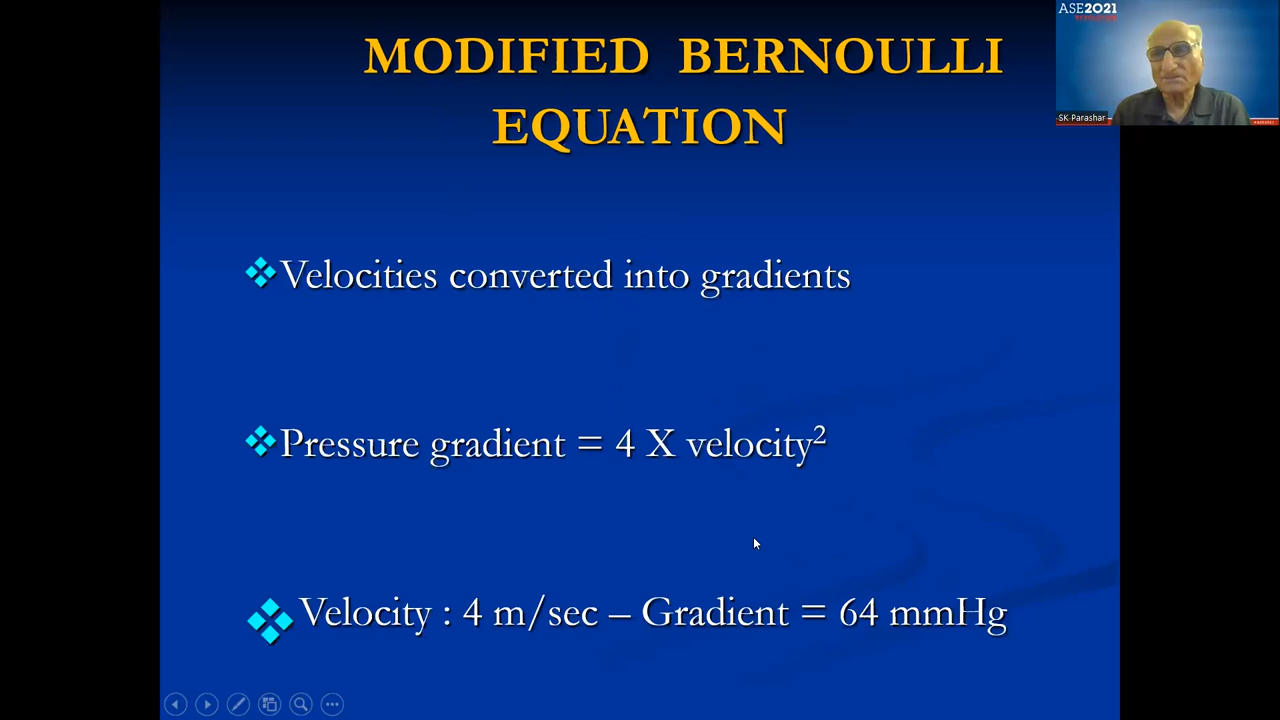 MODIFIED BERNOULLI
EQUATION
ASE2021
SK Parashar
Velocities converted into gradients
Pressure gradient = 4 X velocity²
Velocity : 4 m/sec – Gradient = 64 mmHg